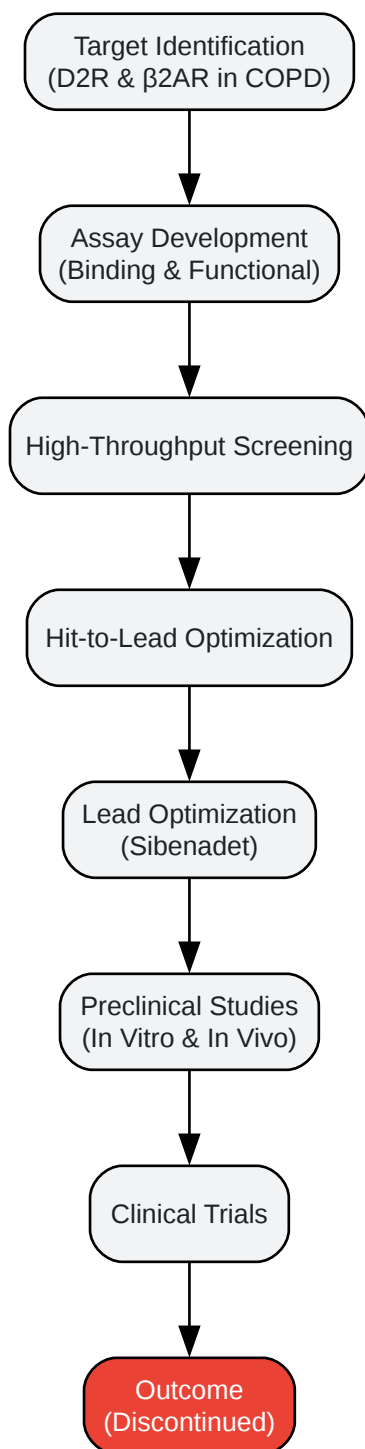 Target Identification
(D2R & β2AR in COPD)
Assay Development
(Binding & Functional)
High-Throughput Screening
Hit-to-Lead Optimization
Lead Optimization
(Sibenadet)
Preclinical Studies
(In Vitro & In Vivo)
Clinical Trials
Outcome
(Discontinued)